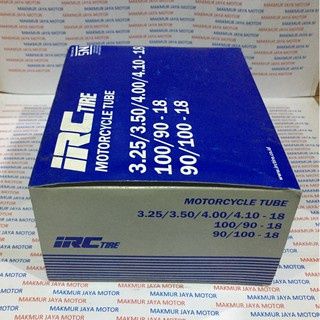 SNI
iRC TIRE
MOTORCYCLE TUBE
3.25/3.50/4.00/4.10-18
100/90-18
90/100-18
MOTORCYCLE TUBE
3.25/3.50/4.00/4.10 - 18
100/90 - 18
90/100 - 18
iRC TIRE
MAKMUR JAYA MOTOR